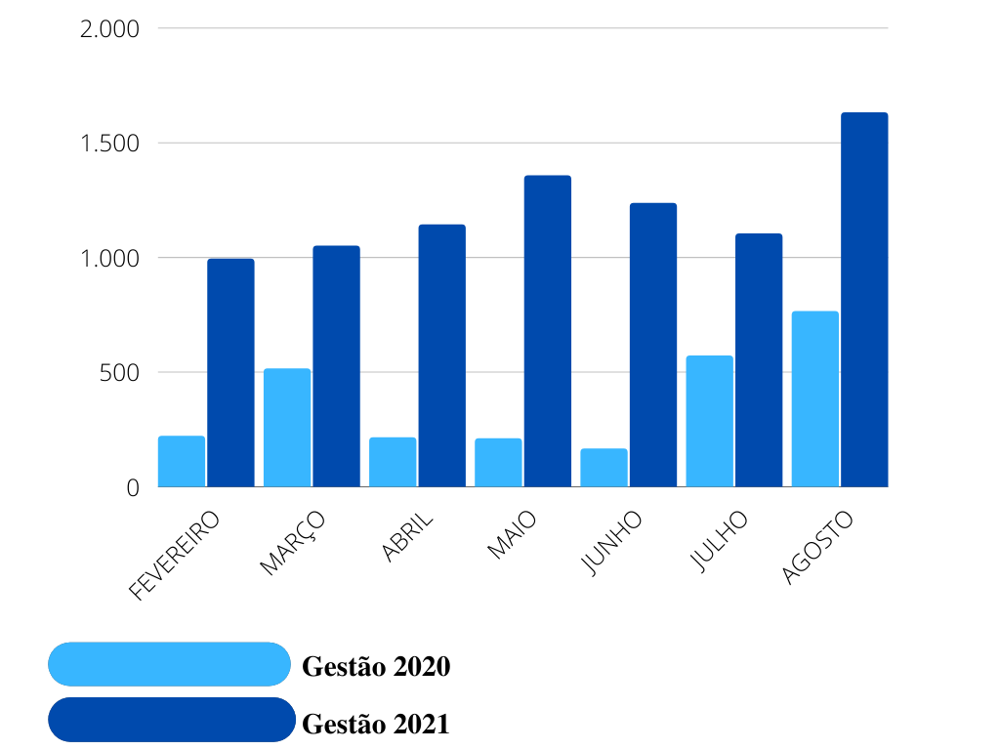 2.000
1.500
1.000
500
0
FEVEREIRO
MARÇO
ABRIL
MAIO
JUNHO
JULHO
AGOSTO
Gestão 2020
Gestão 2021